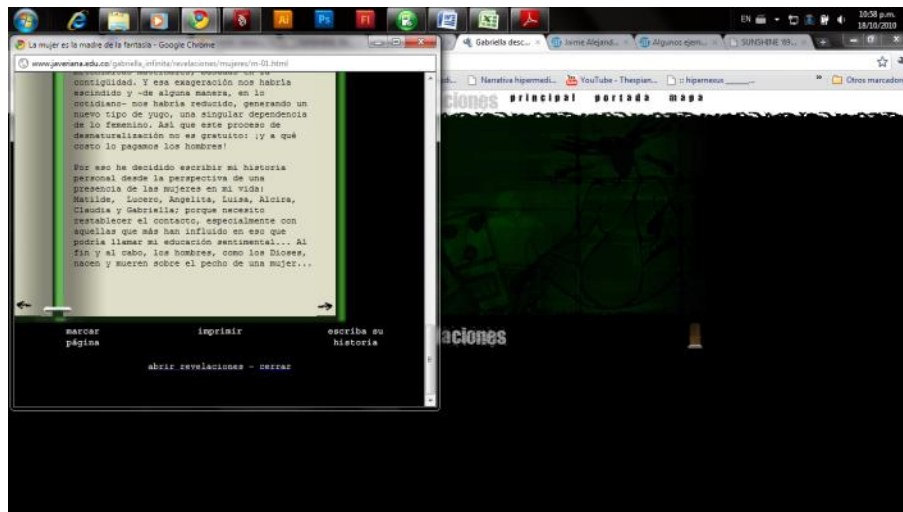 Ai
Ps
Fl
EN
10:58 p.m.
18/10/2010
La mujer es la madre de la fantasía - Google Chrome
Gabriella desc...
Jaime Alejand...
Algunos ejem...
SUNSHINE 69...
www.javeriana.edu.co/gabriella_infinita/revelaciones/mujeres/m-01.html
Narrativa hipermedi...
YouTube - Thespian...
:: hipernexus
Otros marcadores
contigüidad. Y esa exageración nos habría
escindido y -de alguna manera, en lo
cotidiano- nos habría reducido, generando un
nuevo tipo de yugo, una singular dependencia
de lo femenino. Así que este proceso de
desnaturalización no es gratuito: ¡y a qué
costo lo pagamos los hombres!
Por eso he decidido escribir mi historia
personal desde la perspectiva de una
presencia de las mujeres en mi vida:
Matilde, Lucero, Angelita, Luisa, Alcira,
Claudia y Gabriella; porque necesito
restablecer el contacto, especialmente con
aquellas que más han influido en eso que
podría llamar mi educación sentimental... Al
fin y al cabo, los hombres, como los Dioses,
nacen y mueren sobre el pecho de una mujer...
marcar
página
imprimir
escriba su
historia
abrir revelaciones - cerrar
ciones
principal portada mapa
laciones